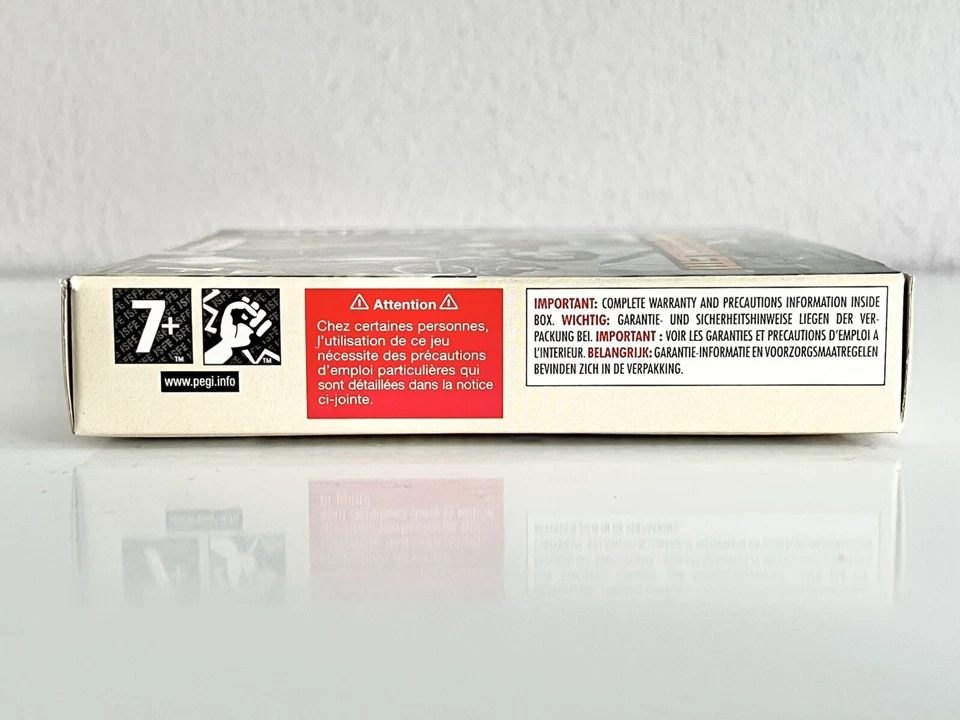 7+
TM
TM
www.pegi.info
Attention
Chez certaines personnes,
l'utilisation de ce jeu
nécessite des précautions
d'emploi particulières qui
sont détaillées dans la notice
ci-jointe.
IMPORTANT: COMPLETE WARRANTY AND PRECAUTIONS INFORMATION INSIDE
BOX. WICHTIG: GARANTIE- UND SICHERHEITSHINWEISE LIEGEN DER VER-
PACKUNG BEI. IMPORTANT : VOIR LES GARANTIES ET PRECAUTIONS D'EMPLOI A
L'INTERIEUR. BELANGRIJK: GARANTIE-INFORMATIE EN VOORZORGSMAATREGELEN
BEVINDEN ZICH IN DE VERPAKKING.